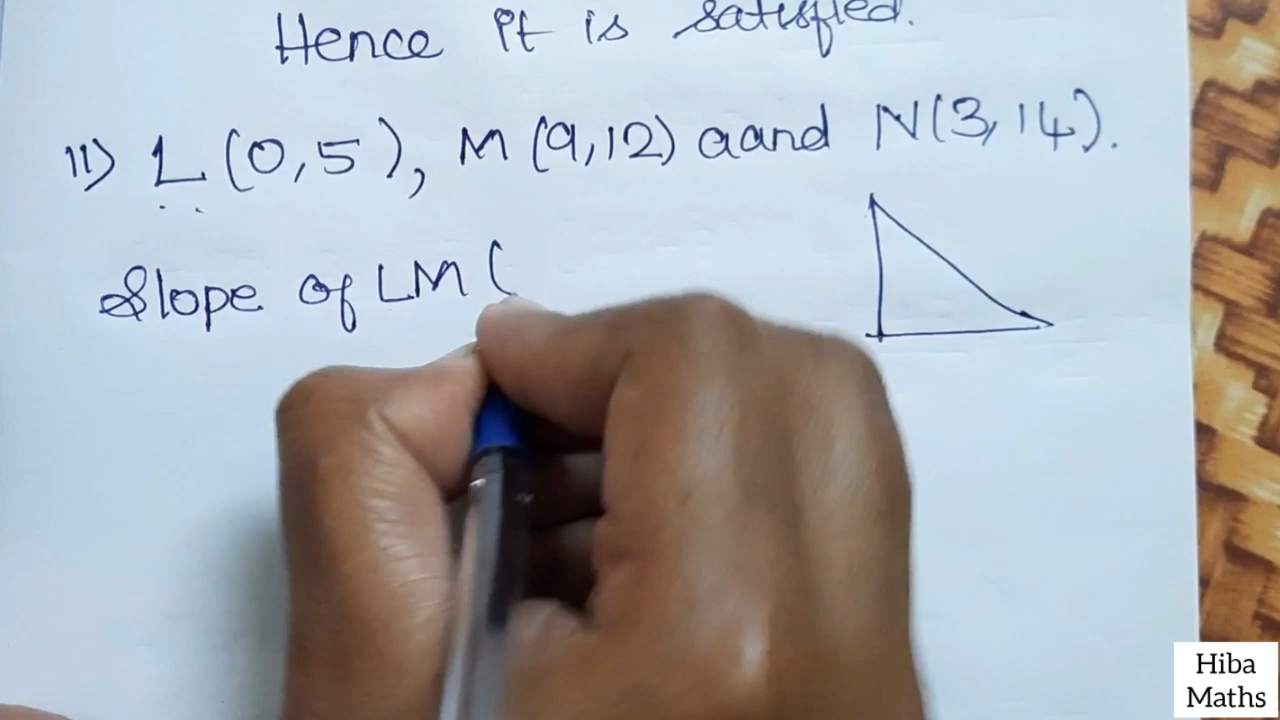 Hence it is satisfied.
ii) L (0,5), M (9,12) aand N(3,14).
Slope of LM (
Hiba
Maths